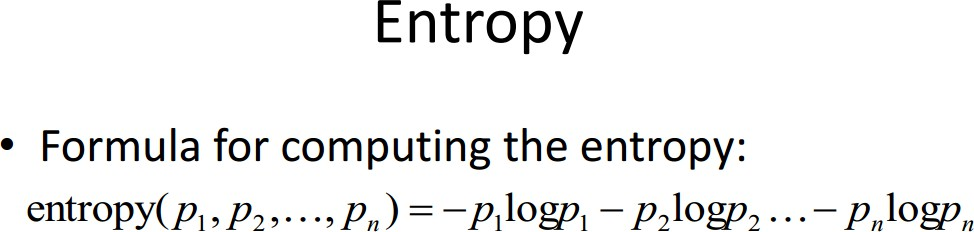 Entropy
• Formula for computing the entropy:
entropy(p₁, p₂,…, pₙ) = −p₁logp₁ − p₂logp₂…− pₙlogpₙ